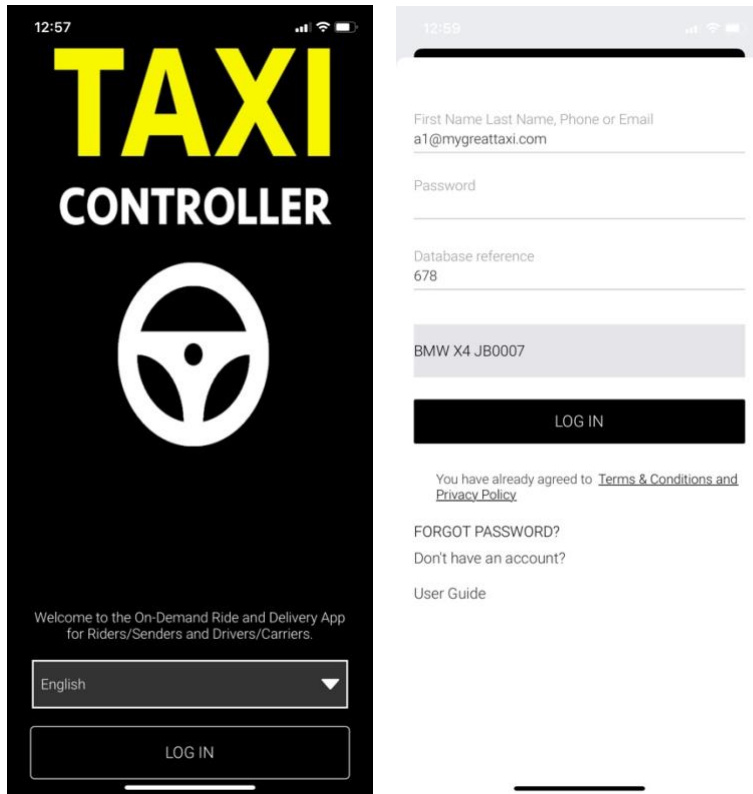 12:57
TAXI
CONTROLLER
Welcome to the On-Demand Ride and Delivery App
for Riders/Senders and Drivers/Carriers.
English
LOG IN
12:59
First Name Last Name, Phone or Email
a1@mygreattaxi.com
Password
Database reference
678
BMW X4 JB0007
LOG IN
You have already agreed to Terms & Conditions and
Privacy Policy
FORGOT PASSWORD?
Don't have an account?
User Guide